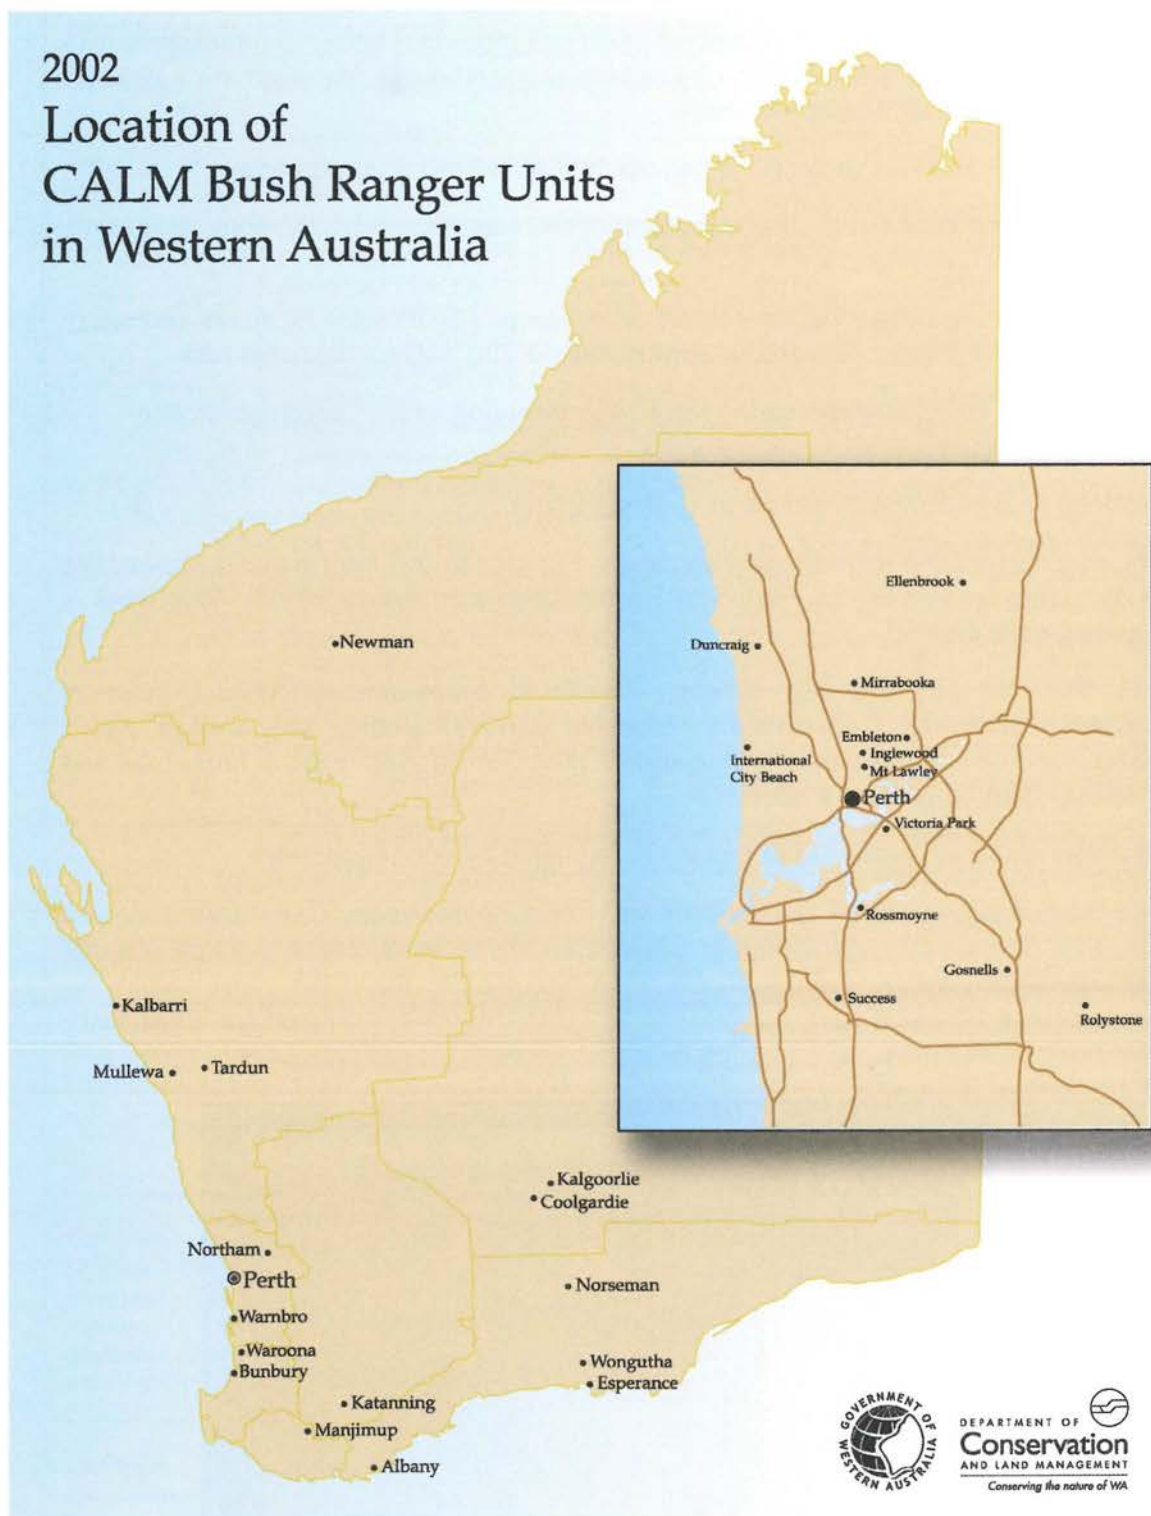 2002
Location of
CALM Bush Ranger Units
in Western Australia
Ellenbrook
Duncraig
Newman
Mirrabooka
Embleton
Inglewood
International
City Beach
Mt Lawley
Perth
Victoria Park
Rossmoyne
Gosnells
Success
Rolystone
Kalbarri
Mullewa
Tardun
Kalgoorlie
Coolgardie
Northam
Perth
Norseman
Warnbro
Waroona
Bunbury
Wongutha
Esperance
Katanning
Manjimup
Albany
GOVERNMENT OF
WESTERN AUSTRALIA
DEPARTMENT OF
Conservation
AND LAND MANAGEMENT
Conserving the nature of WA